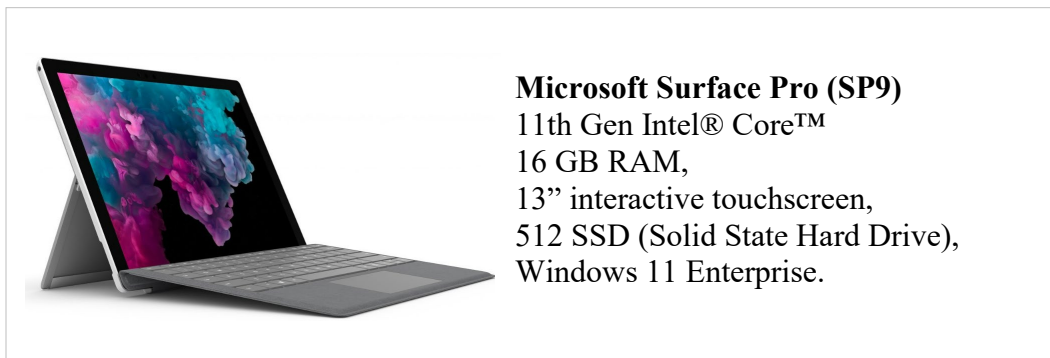 Microsoft Surface Pro (SP9)
11th Gen Intel® Core™
16 GB RAM,
13” interactive touchscreen,
512 SSD (Solid State Hard Drive),
Windows 11 Enterprise.